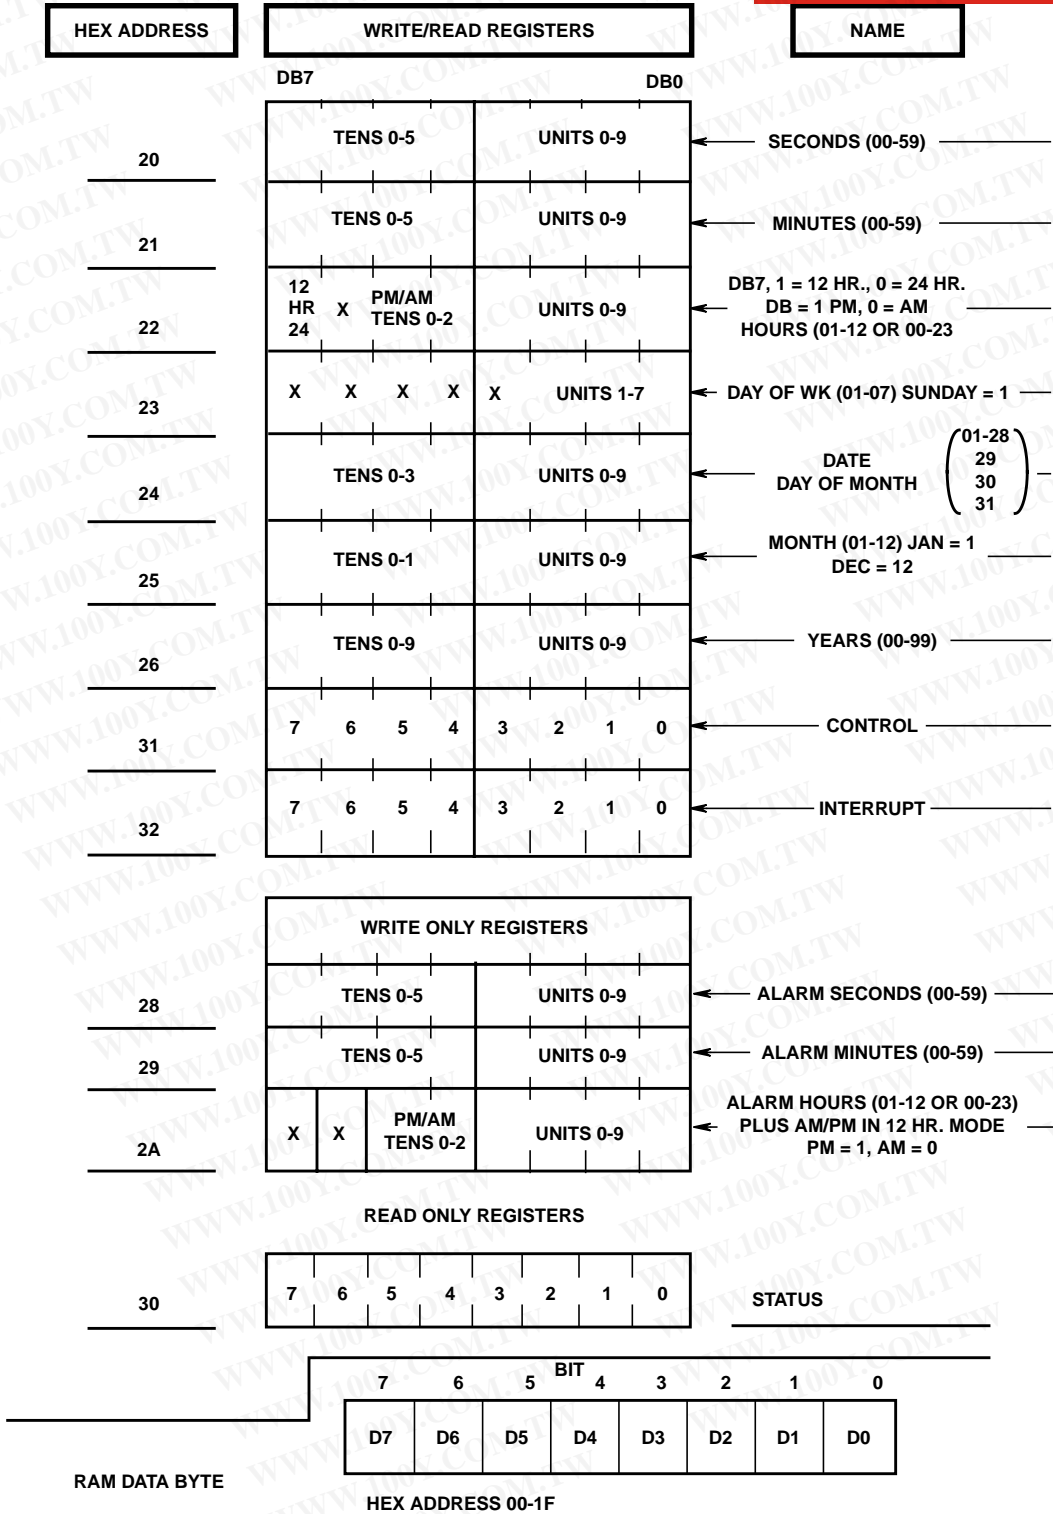 HEX ADDRESS WRITE/READ REGISTERS NAME
DB7 DB0
20 TENS 0-5 UNITS 0-9 SECONDS (00-59)
21 TENS 0-5 UNITS 0-9 MINUTES (00-59)
22 12 HR 24 X PM/AM TENS 0-2 UNITS 0-9 DB7, 1 = 12 HR., 0 = 24 HR.
DB = 1 PM, 0 = AM
HOURS (01-12 OR 00-23
23 X X X X X UNITS 1-7 DAY OF WK (01-07) SUNDAY = 1
24 TENS 0-3 UNITS 0-9 DATE
DAY OF MONTH
01-28
29
30
31
25 TENS 0-1 UNITS 0-9 MONTH (01-12) JAN = 1
DEC = 12
26 TENS 0-9 UNITS 0-9 YEARS (00-99)
31 7 6 5 4 3 2 1 0 CONTROL
32 7 6 5 4 3 2 1 0 INTERRUPT
WRITE ONLY REGISTERS
28 TENS 0-5 UNITS 0-9 ALARM SECONDS (00-59)
29 TENS 0-5 UNITS 0-9 ALARM MINUTES (00-59)
2A X X PM/AM TENS 0-2 UNITS 0-9 ALARM HOURS (01-12 OR 00-23)
PLUS AM/PM IN 12 HR. MODE
PM = 1, AM = 0
READ ONLY REGISTERS
30 7 6 5 4 3 2 1 0 STATUS
BIT
7 6 5 4 3 2 1 0
D7 D6 D5 D4 D3 D2 D1 D0
RAM DATA BYTE
HEX ADDRESS 00-1F
WWW.100Y.COM.TW